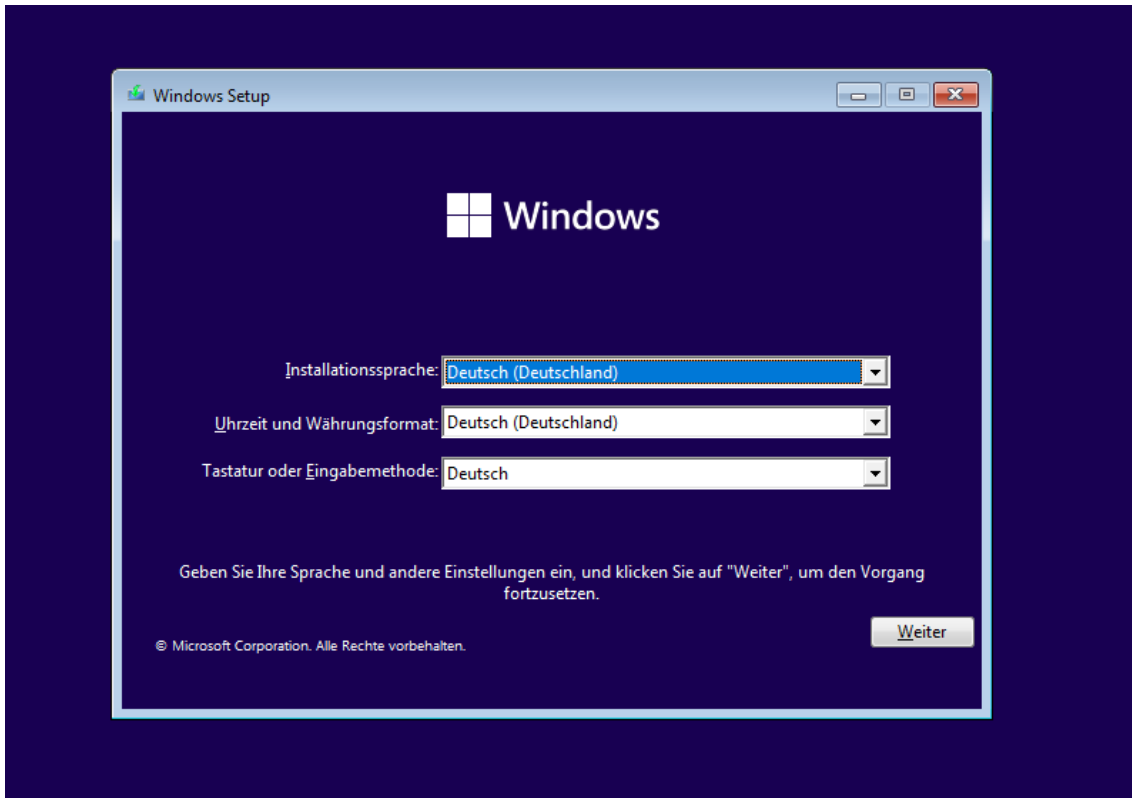 Windows Setup
Windows
Installationssprache: Deutsch (Deutschland)
Uhrzeit und Währungsformat: Deutsch (Deutschland)
Tastatur oder Eingabemethode: Deutsch
Geben Sie Ihre Sprache und andere Einstellungen ein, und klicken Sie auf "Weiter", um den Vorgang
fortzusetzen.
Weiter
© Microsoft Corporation. Alle Rechte vorbehalten.